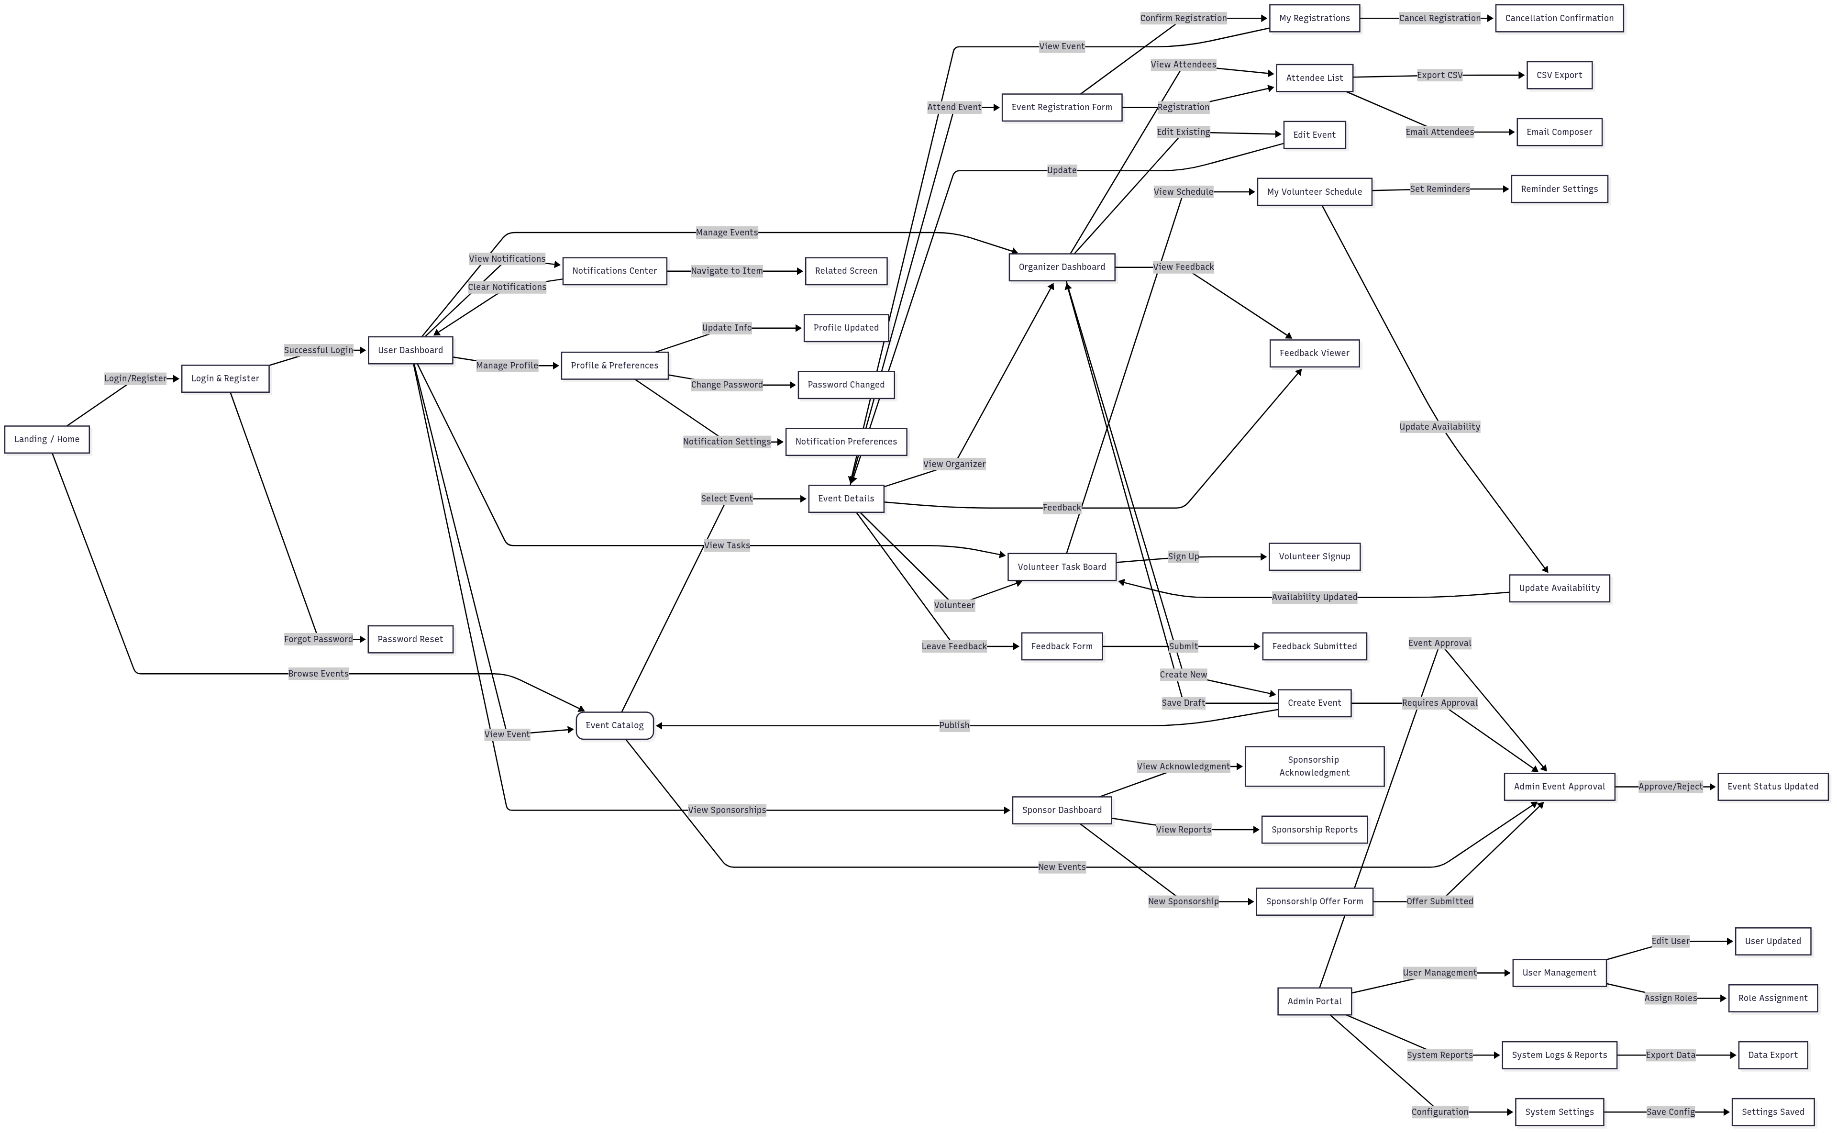 Confirm Registration
My Registrations
Cancel Registration
Cancellation Confirmation
View Event
View Attendees
Attendee List
Export CSV
CSV Export
Attend Event
Event Registration Form
Registration
Edit Existing
Edit Event
Email Attendees
Email Composer
Update
View Schedule
My Volunteer Schedule
Set Reminders
Reminder Settings
Manage Events
View Notifications
Notifications Center
Navigate to Item
Related Screen
Organizer Dashboard
View Feedback
Clear Notifications
Update Info
Profile Updated
Successful Login
User Dashboard
Feedback Viewer
Manage Profile
Profile & Preferences
Login/Register
Login & Register
Change Password
Password Changed
Landing / Home
Notification Settings
Notification Preferences
Update Availability
View Organizer
Select Event
Event Details
Feedback
View Tasks
Volunteer Task Board
Sign Up
Volunteer Signup
Update Availability
Availability Updated
Volunteer
Forgot Password
Password Reset
Leave Feedback
Feedback Form
Submit
Feedback Submitted
Event Approval
Browse Events
Create New
Save Draft
Create Event
Requires Approval
Event Catalog
Publish
View Event
View Acknowledgment
Sponsorship
Acknowledgment
Admin Event Approval
Approve/Reject
Event Status Updated
View Sponsorships
Sponsor Dashboard
View Reports
Sponsorship Reports
New Events
New Sponsorship
Sponsorship Offer Form
Offer Submitted
Edit User
User Updated
User Management
User Management
Admin Portal
Assign Roles
Role Assignment
System Reports
System Logs & Reports
Export Data
Data Export
Configuration
System Settings
Save Config
Settings Saved